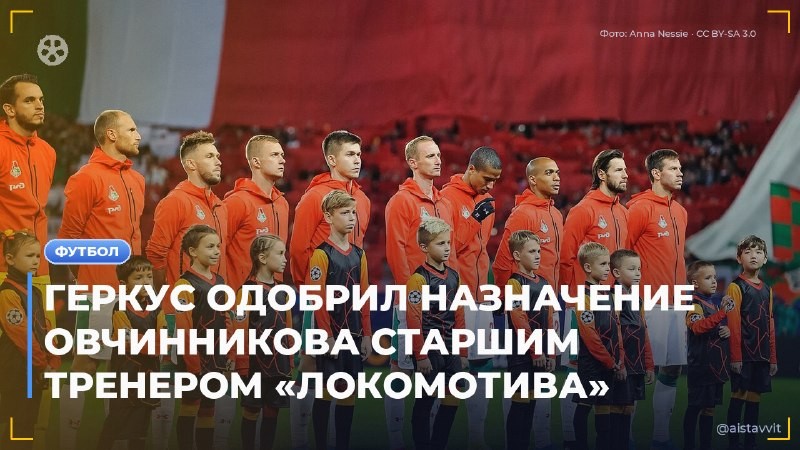 Фото: Anna Nessie · CC BY-SA 3.0
ФУТБОЛ
ГЕРКУС ОДОБРИЛ НАЗНАЧЕНИЕ
ОВЧИННИКОВА СТАРШИМ
ТРЕНЕРОМ «ЛОКОМОТИВА»
@aistavvit